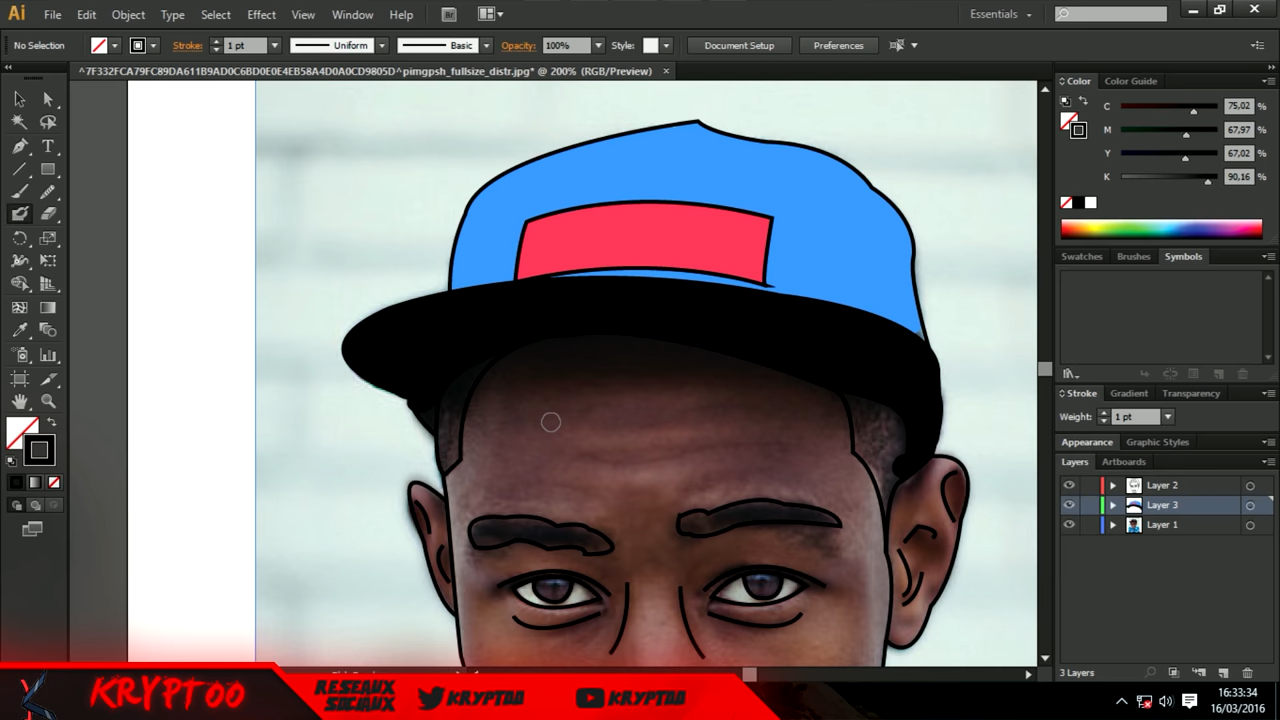 Ai File Edit Object Type Select Effect View Window Help Br Essentials
No Selection Stroke: 1 pt Uniform Basic Opacity: 100% Style: Document Setup Preferences
^7F332FCA79FC89DA611B9AD0C6BD0E0E4EB58A4D0A0CD9805D^pimgpsh_fullsize_distr.jpg* @ 200% (RGB/Preview)
Color Color Guide
C 75,02 %
M 67,97 %
Y 67,02 %
K 90,16 %
Swatches Brushes Symbols
Stroke Gradient Transparency
Weight: 1 pt
Appearance Graphic Styles
Layers Artboards
Layer 2
Layer 3
Layer 1
3 Layers
KRYPTOO
RESEAUX
SOCIAUX
KRYPTOO
KRYPTOO
16:33:34
16/03/2016